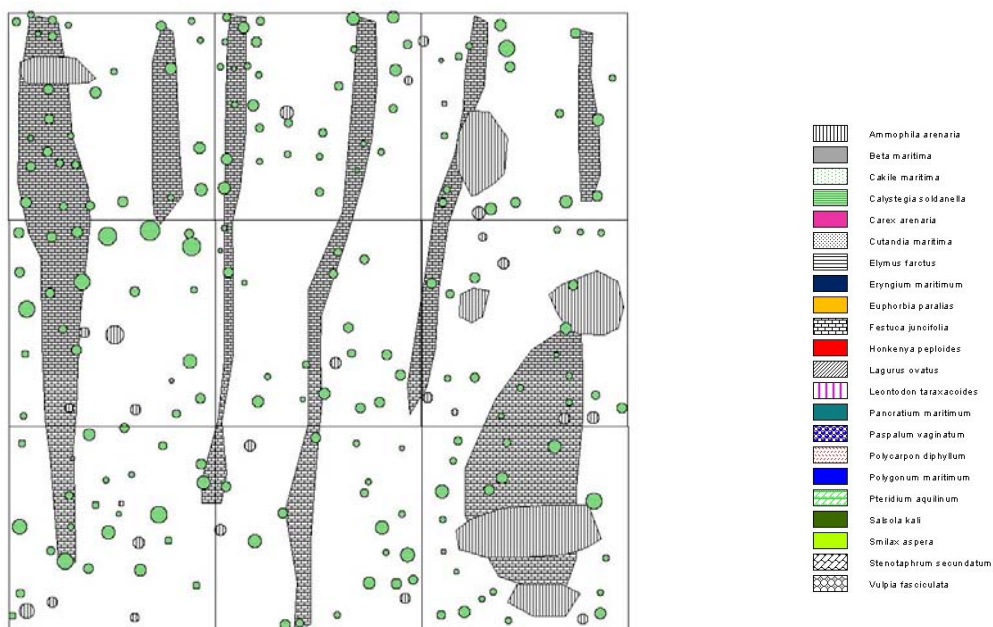 Ammophila arenaria
Beta maritima
Cakile maritima
Calystegia soldanella
Carex arenaria
Cutandia maritima
Elymus farctus
Eryngium maritimum
Euphorbia paralias
Festuca juncifolia
Honkenya peploides
Lagurus ovatus
Leontodon taraxacoides
Pancratium maritimum
Paspalum vaginatum
Polycarpon diphyllum
Polygonum maritimum
Pteridium aquilinum
Salsola kali
Smilax aspera
Stenotaphrum secundatum
Vulpia fasciculata